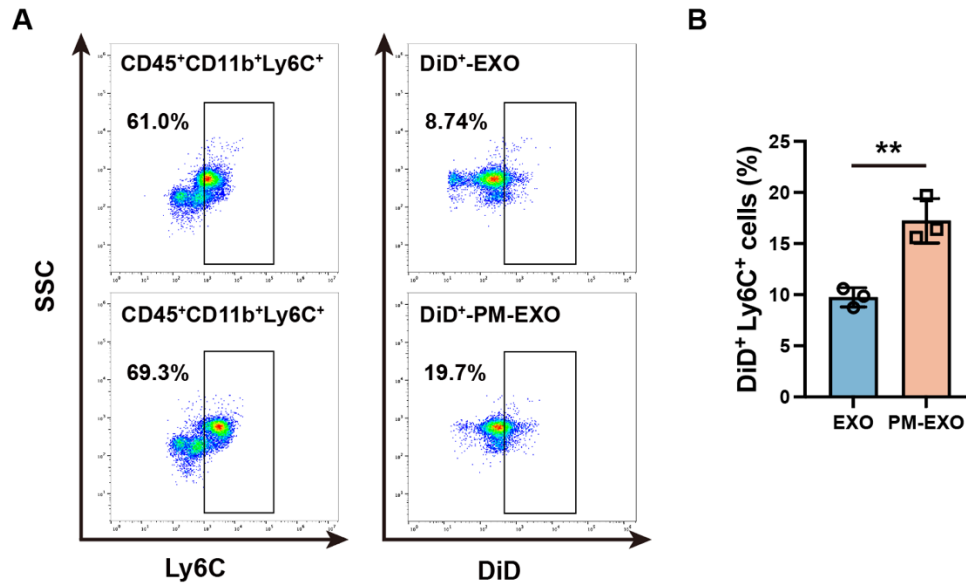 A
CD45⁺CD11b⁺Ly6C⁺
61.0%
DiD⁺-EXO
8.74%
CD45⁺CD11b⁺Ly6C⁺
69.3%
DiD⁺-PM-EXO
19.7%
SSC
Ly6C
DiD
B
**
DiD⁺ Ly6C⁺ cells (%)
25
20
15
10
5
0
EXO PM-EXO